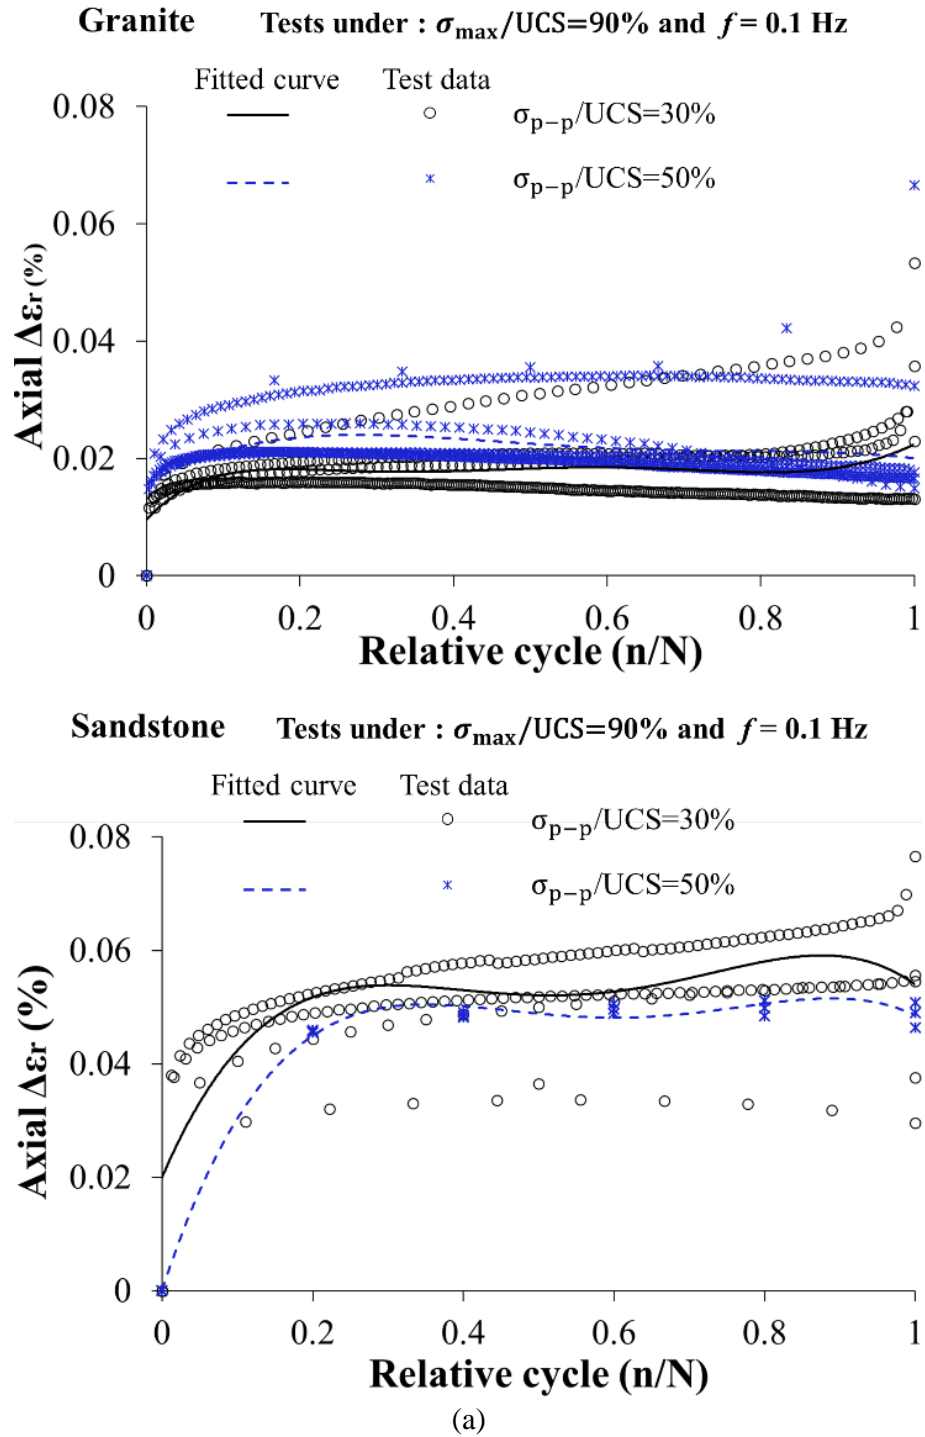 Granite Tests under : σmax/UCS=90% and f = 0.1 Hz
Fitted curve Test data
σp−p/UCS=30%
σp−p/UCS=50%
0.08
0.06
0.04
0.02
0
Axial Δεr (%)
0 0.2 0.4 0.6 0.8 1
Relative cycle (n/N)
Sandstone Tests under : σmax/UCS=90% and f = 0.1 Hz
Fitted curve Test data
σp−p/UCS=30%
σp−p/UCS=50%
0.08
0.06
0.04
0.02
0
Axial Δεr (%)
0 0.2 0.4 0.6 0.8 1
Relative cycle (n/N)
(a)